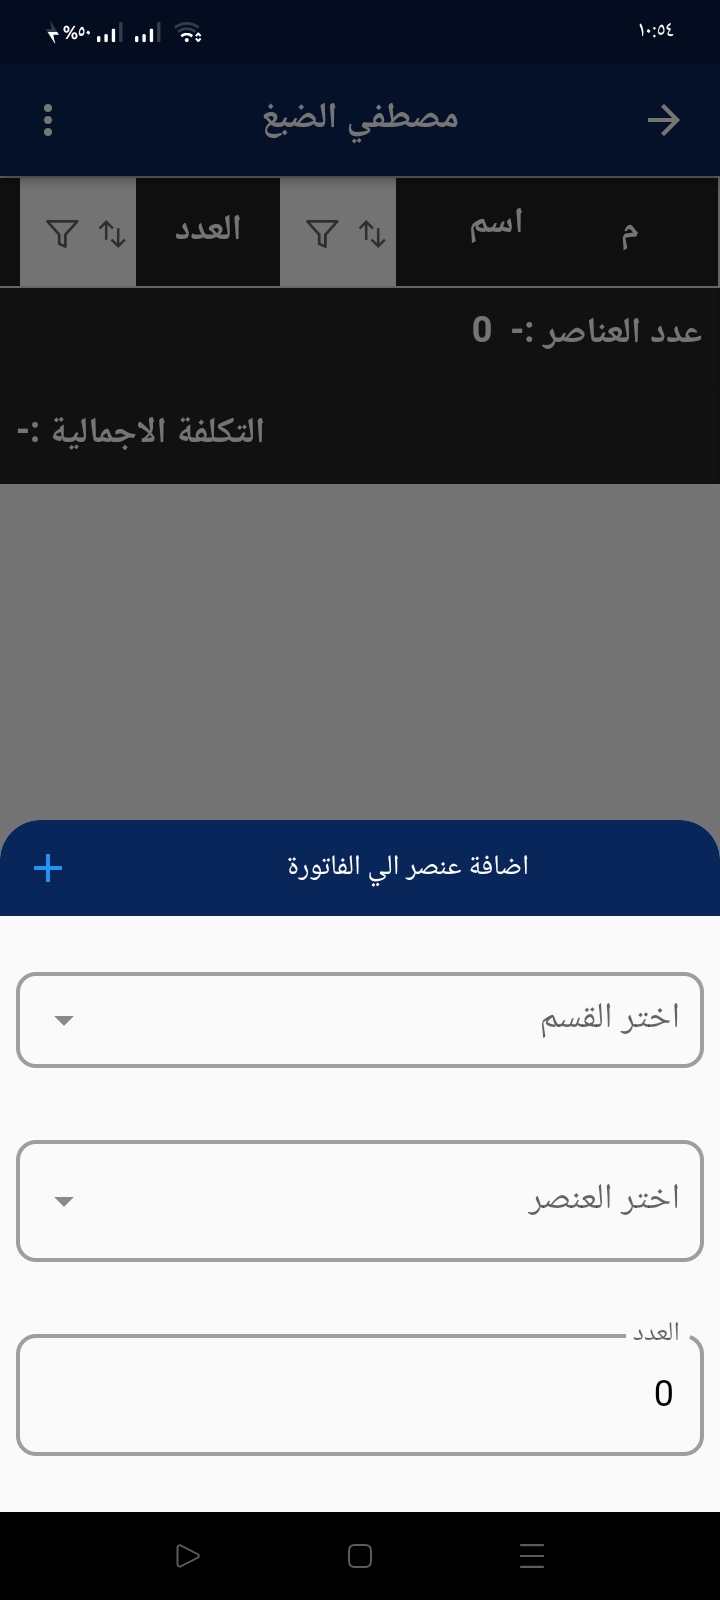 ١٠:٥٤ %٥٠
مصطفي الضبغ
م اسم العدد
عدد العناصر :- 0
التكلفة الاجمالية :-
اضافة عنصر الي الفاتورة
اختر القسم
اختر العنصر
العدد
0